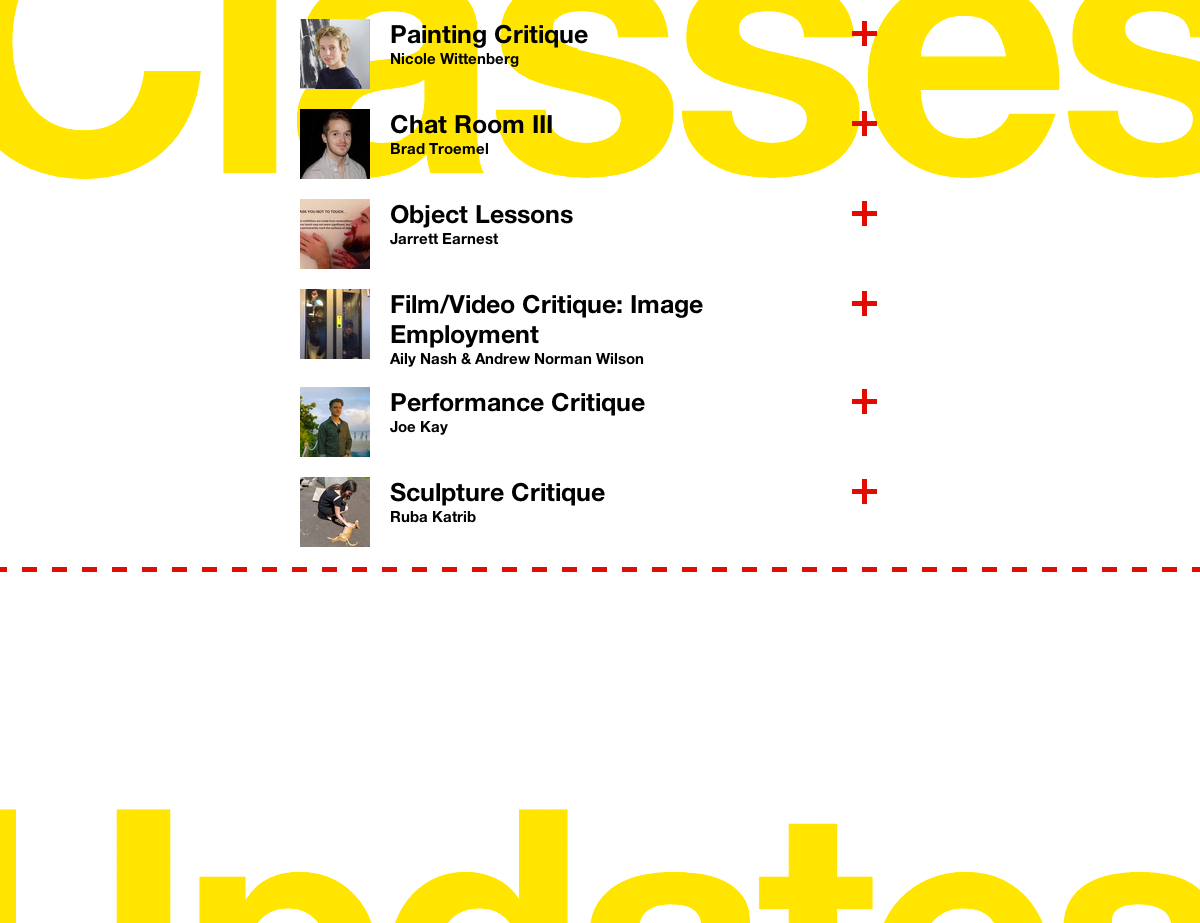 Classes
Painting Critique
Nicole Wittenberg
Chat Room III
Brad Troemel
Object Lessons
Jarrett Earnest
Film/Video Critique: Image
Employment
Aily Nash & Andrew Norman Wilson
Performance Critique
Joe Kay
Sculpture Critique
Ruba Katrib
Updates